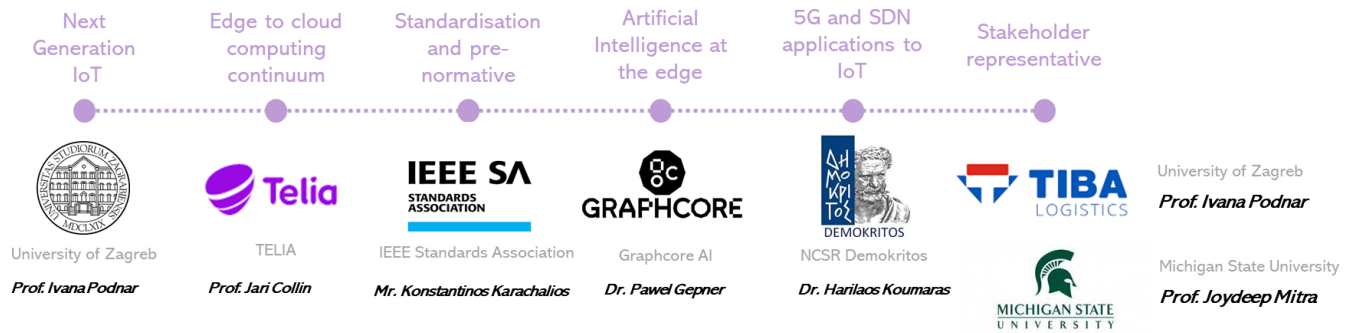 Next
Generation
IoT
Edge to cloud
computing
continuum
Standardisation
and pre-
normative
Artificial
Intelligence at
the edge
5G and SDN
applications to
IoT
Stakeholder
representative
UNIVERSITAS STUDIORUM ZAGRABIENSIS
MDCLXIX
University of Zagreb
Prof. Ivana Podnar
Telia
TELIA
Prof. Jari Collin
IEEE SA
STANDARDS
ASSOCIATION
IEEE Standards Association
Mr. Konstantinos Karachalios
GRAPHCORE
Graphcore AI
Dr. Pawel Gepner
ΔΗ
ΜΟ
ΚΡΙ
ΤΟΣ
DEMOKRITOS
NCSR Demokritos
Dr. Harilaos Koumaras
TIBA
LOGISTICS
University of Zagreb
Prof. Ivana Podnar
MICHIGAN STATE
UNIVERSITY
Michigan State University
Prof. Joydeep Mitra